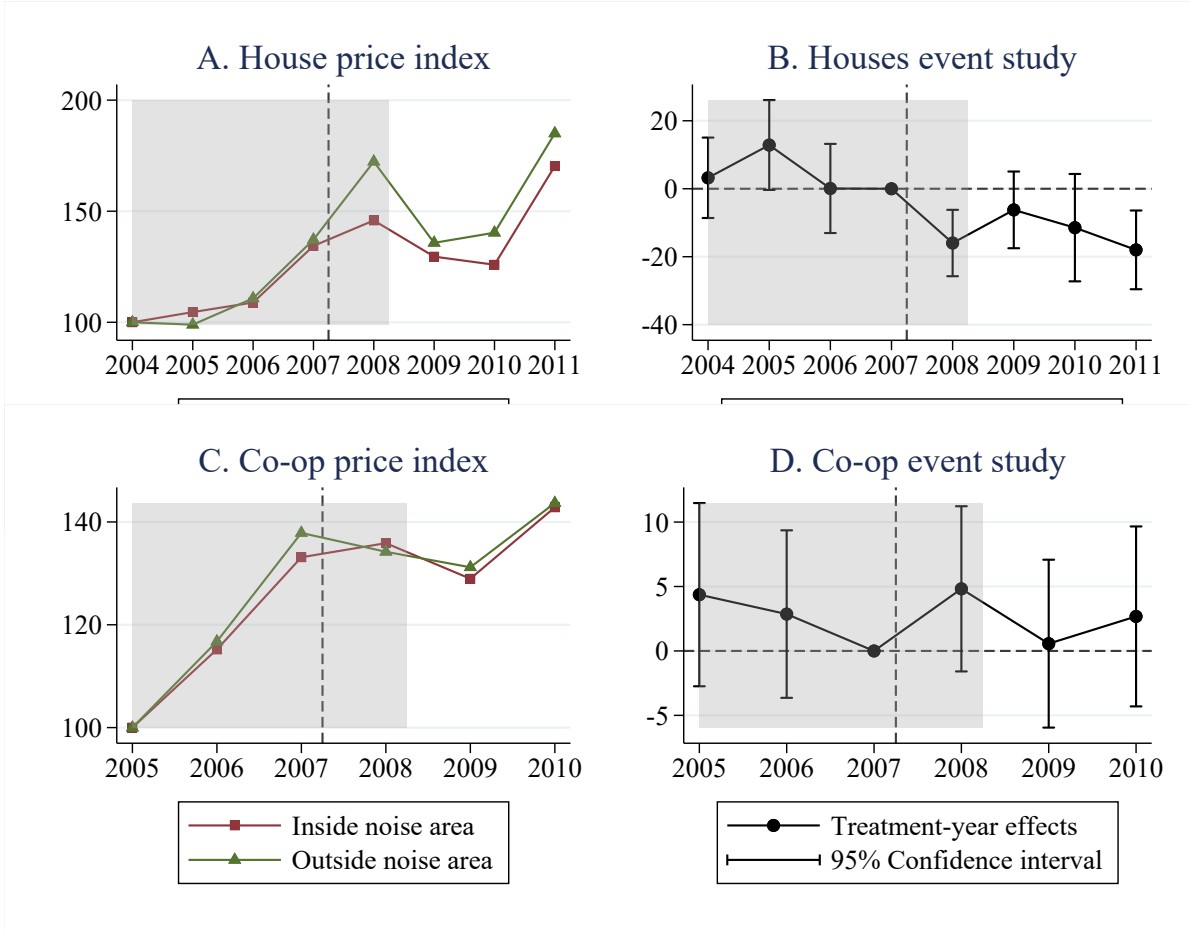 A. House price index
200
150
100
2004 2005 2006 2007 2008 2009 2010 2011
B. Houses event study
20
0
-20
-40
2004 2005 2006 2007 2008 2009 2010 2011
C. Co-op price index
140
120
100
2005 2006 2007 2008 2009 2010
Inside noise area
Outside noise area
D. Co-op event study
10
5
0
-5
2005 2006 2007 2008 2009 2010
Treatment-year effects
95% Confidence interval